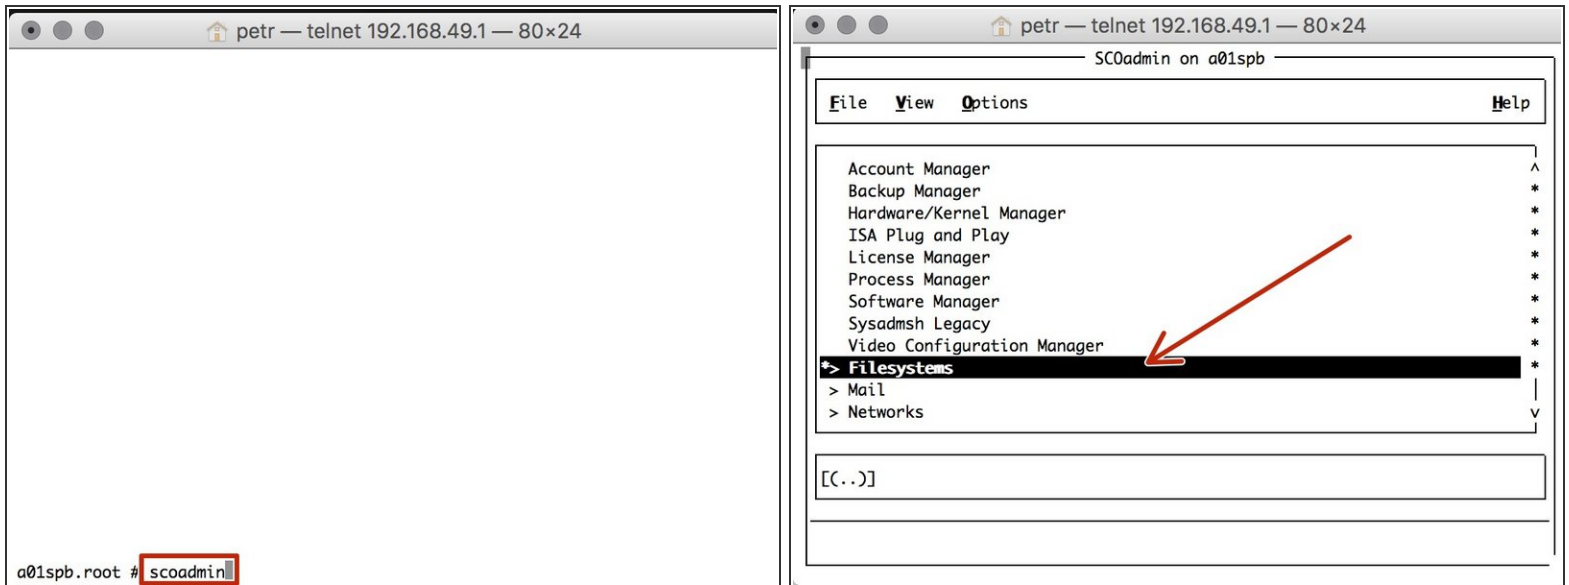 petr — telnet 192.168.49.1 — 80×24
a01spb.root # scoadmin
petr — telnet 192.168.49.1 — 80×24
SCOadmin on a01spb
File View Options Help
Account Manager ^
Backup Manager *
Hardware/Kernel Manager *
ISA Plug and Play *
License Manager *
Process Manager *
Software Manager *
Sysadmsh Legacy *
Video Configuration Manager *
*> Filesystems *
> Mail |
> Networks v
[(..)]